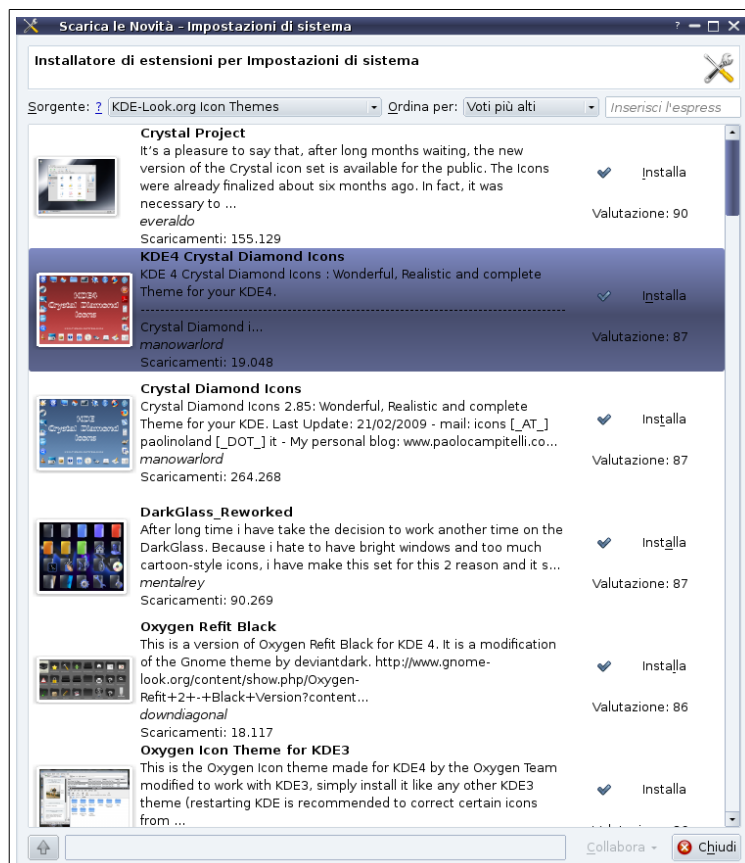 Scarica le Novità – Impostazioni di sistema
Installatore di estensioni per Impostazioni di sistema
Sorgente: ? KDE-Look.org Icon Themes Ordina per: Voti più alti Inserisci l'espress
Crystal Project
It's a pleasure to say that, after long months waiting, the new
version of the Crystal icon set is available for the public. The Icons
were already finalized about six months ago. In fact, it was
necessary to ...
everaldo
Scaricamenti: 155.129
Installa
Valutazione: 90
KDE4 Crystal Diamond Icons
KDE 4 Crystal Diamond Icons : Wonderful, Realistic and complete
Theme for your KDE4.
Crystal Diamond i...
manowarlord
Scaricamenti: 19.048
Installa
Valutazione: 87
KDE4
Crystal Diamond
Icons
Crystal Diamond Icons
Crystal Diamond Icons 2.85: Wonderful, Realistic and complete
Theme for your KDE. Last Update: 21/02/2009 - mail: icons [_AT_]
paolinoland [_DOT_] it - My personal blog: www.paolocampitelli.co...
manowarlord
Scaricamenti: 264.268
Installa
Valutazione: 87
KDE
Crystal Diamond
Icons
DarkGlass_Reworked
After long time i have take the decision to work another time on the
DarkGlass. Because i hate to have bright windows and too much
cartoon-style icons, i have make this set for this 2 reason and it s...
mentalrey
Scaricamenti: 90.269
Installa
Valutazione: 87
Oxygen Refit Black
This is a version of Oxygen Refit Black for KDE 4. It is a modification
of the Gnome theme by deviantdark. http://www.gnome-
look.org/content/show.php/Oxygen-
Refit+2+-+Black+Version?content...
downdiagonal
Scaricamenti: 18.117
Installa
Valutazione: 86
Oxygen Icon Theme for KDE3
This is the Oxygen Icon theme made for KDE4 by the Oxygen Team
modified to work with KDE3, simply install it like any other KDE3
theme (restarting KDE is recommended to correct certain icons
from ...
Installa
Collabora
Chiudi